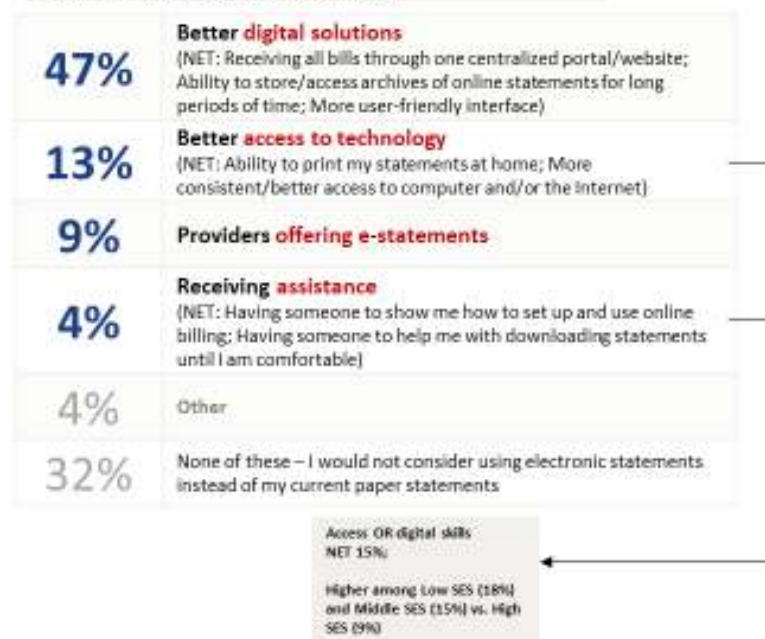 47%
Better digital solutions
(NET: Receiving all bills through one centralized portal/website;
Ability to store/access archives of online statements for long
periods of time; More user-friendly interface)
13%
Better access to technology
(NET: Ability to print my statements at home; More
consistent/better access to computer and/or the Internet)
9%
Providers offering e-statements
4%
Receiving assistance
(NET: Having someone to show me how to set up and use online
billing; Having someone to help me with downloading statements
until I am comfortable)
4%
Other
32%
None of these – I would not consider using electronic statements
instead of my current paper statements
Access OR digital skills
NET 15%;
Higher among Low SES (18%)
and Middle SES (15%) vs. High
SES (9%)